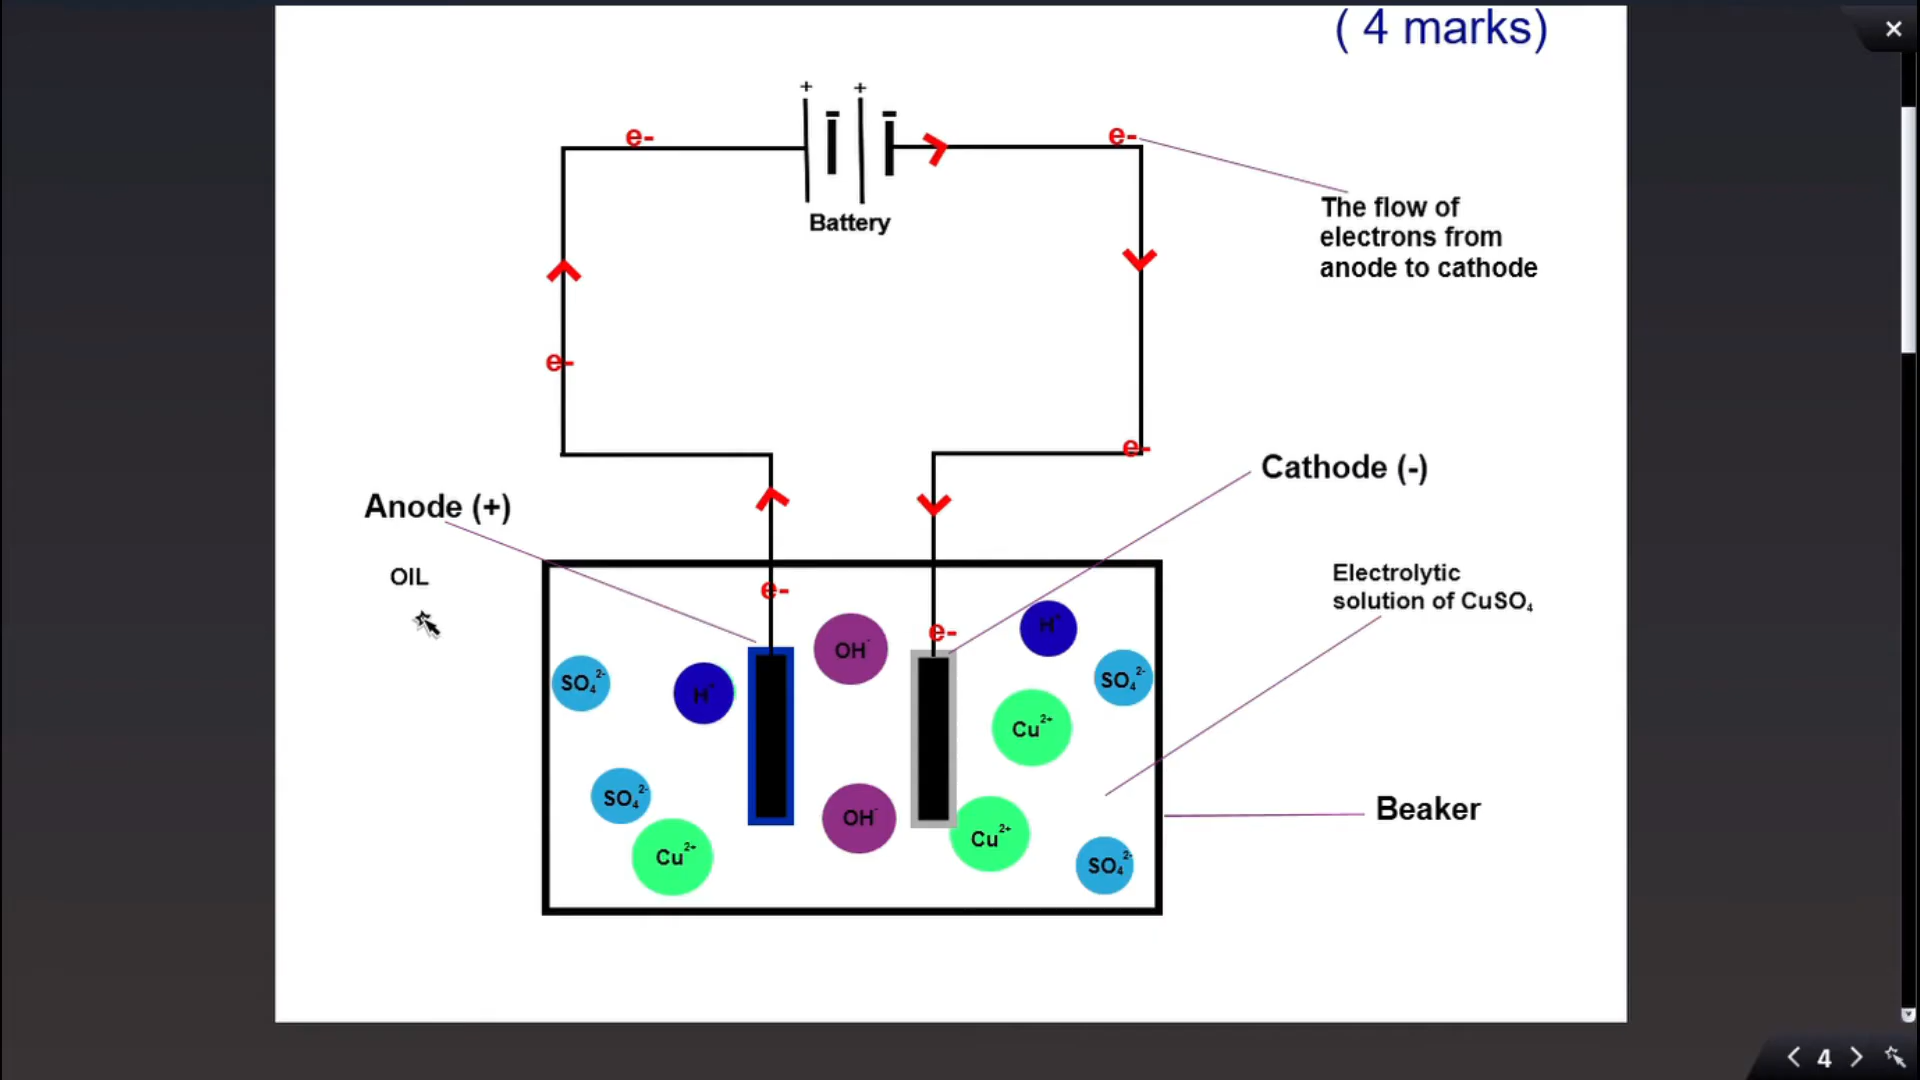 ( 4 marks)
+ +
- -
e-
e-
Battery
The flow of
electrons from
anode to cathode
e-
e-
Cathode (-)
Anode (+)
OIL
Electrolytic
solution of CuSO₄
e-
e-
H⁺
OH⁻
SO₄²⁻
H⁺
SO₄²⁻
Cu²⁺
SO₄²⁻
OH⁻
Cu²⁺
Beaker
Cu²⁺
SO₄²⁻
4